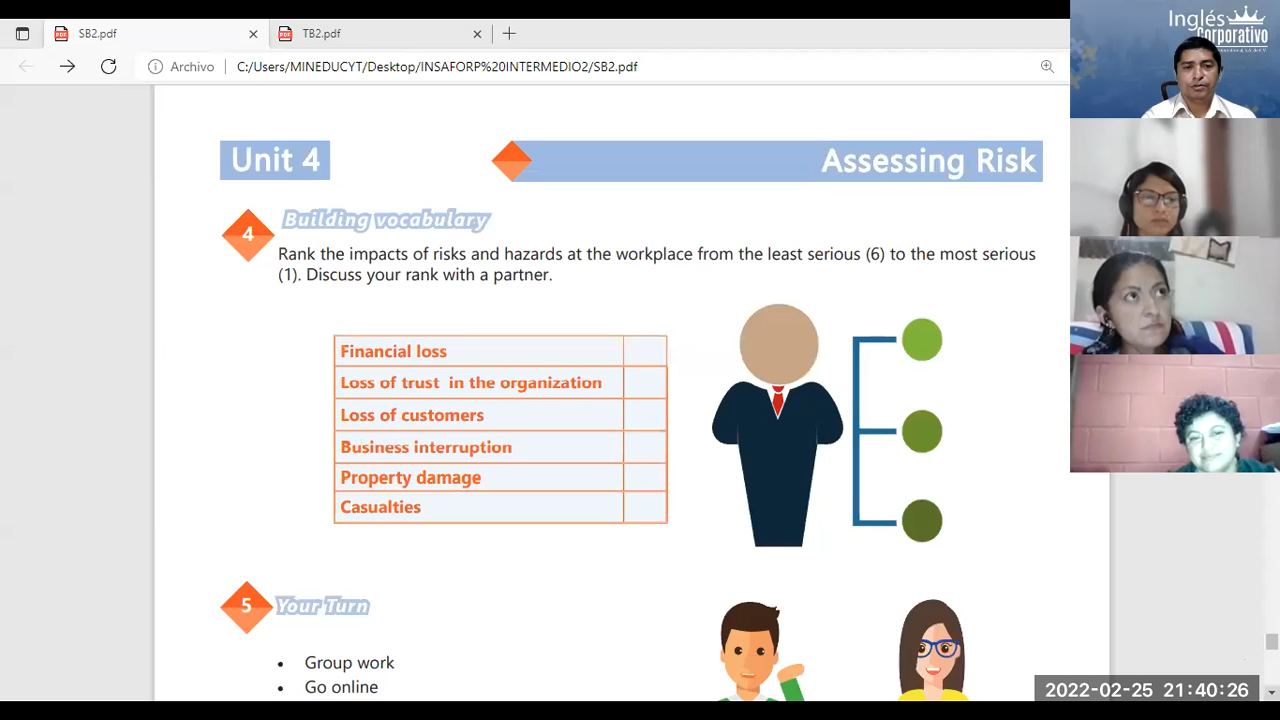 SB2.pdf
TB2.pdf
Archivo
C:/Users/MINEDUCYT/Desktop/INSAFORP%20INTERMEDIO2/SB2.pdf
Inglés
Corporativo
Unit 4
Assessing Risk
4
Building vocabulary
Rank the impacts of risks and hazards at the workplace from the least serious (6) to the most serious
(1). Discuss your rank with a partner.
Financial loss
Loss of trust in the organization
Loss of customers
Business interruption
Property damage
Casualties
5
Your Turn
• Group work
• Go online
2022-02-25 21:40:26